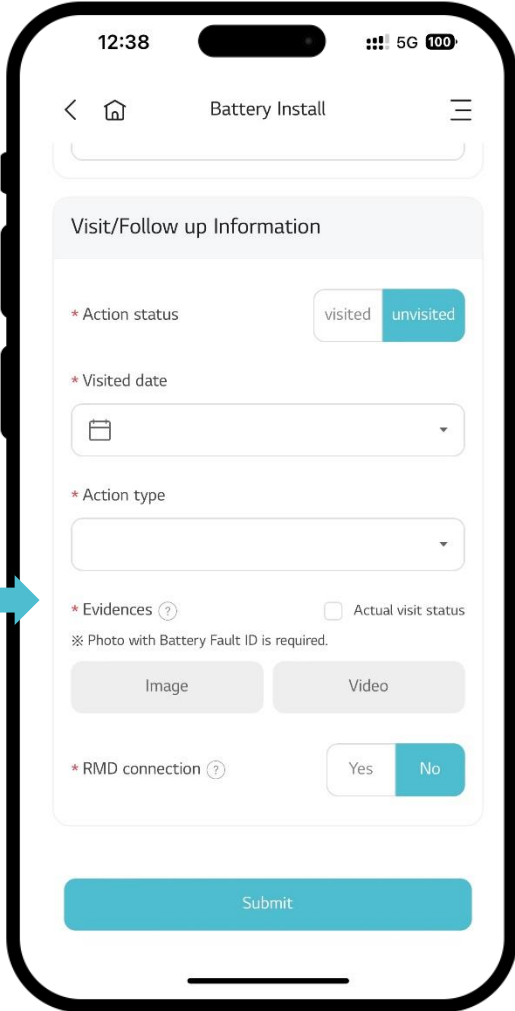 12:38 5G 100
Battery Install
Visit/Follow up Information
* Action status visited unvisited
* Visited date
* Action type
* Evidences ? Actual visit status
※ Photo with Battery Fault ID is required.
Image Video
* RMD connection ? Yes No
Submit